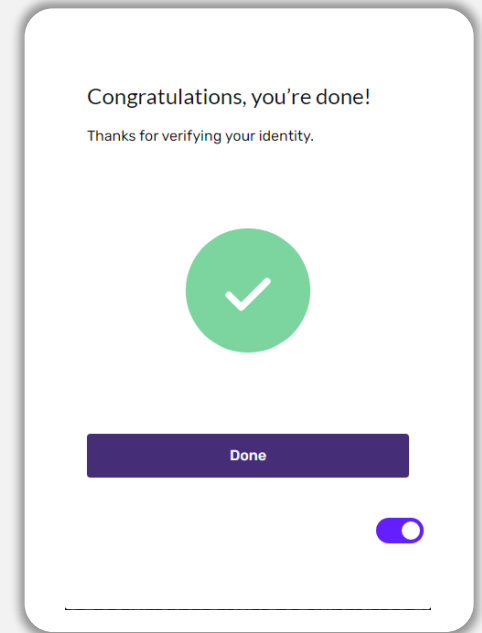 Congratulations, you’re done!
Thanks for verifying your identity.
Done